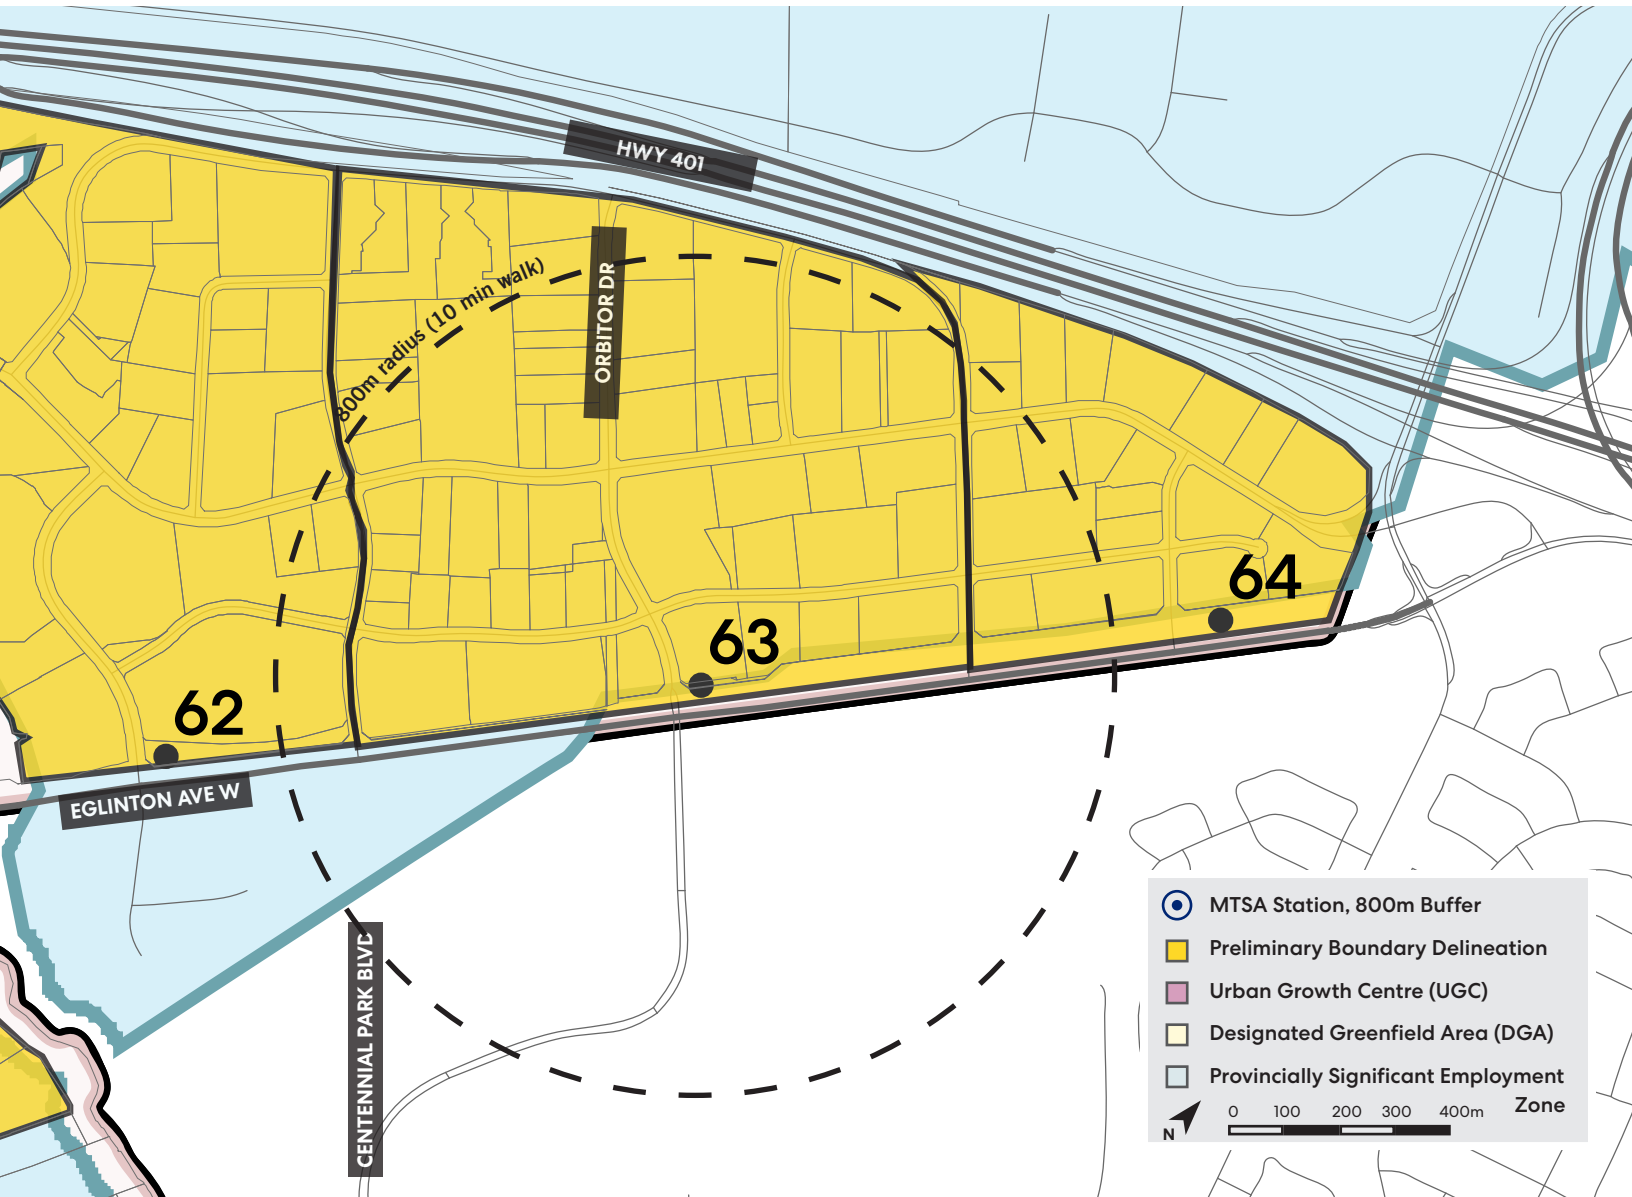 HWY 401
800m radius (10 min walk)
ORBITOR DR
64
63
62
EGLINTON AVE W
CENTENNIAL PARK BLVD
MTSA Station, 800m Buffer
Preliminary Boundary Delineation
Urban Growth Centre (UGC)
Designated Greenfield Area (DGA)
Provincially Significant Employment
Zone
N
0 100 200 300 400m